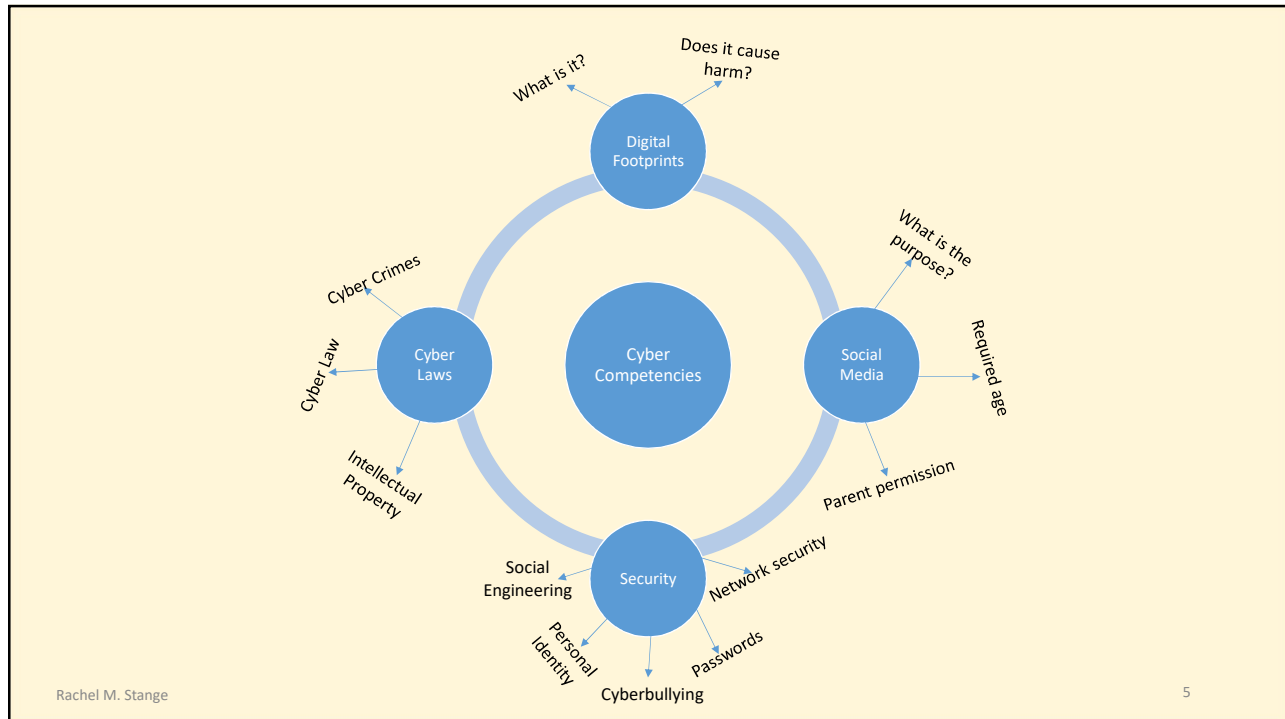 What is it?
Does it cause
harm?
Digital
Footprints
What is the
purpose?
Cyber Crimes
Cyber
Laws
Cyber
Competencies
Social
Media
Cyber Law
Required age
Intellectual
Property
Parent permission
Social
Engineering
Security
Network security
Personal
Identity
Passwords
Cyberbullying
Rachel M. Stange
5